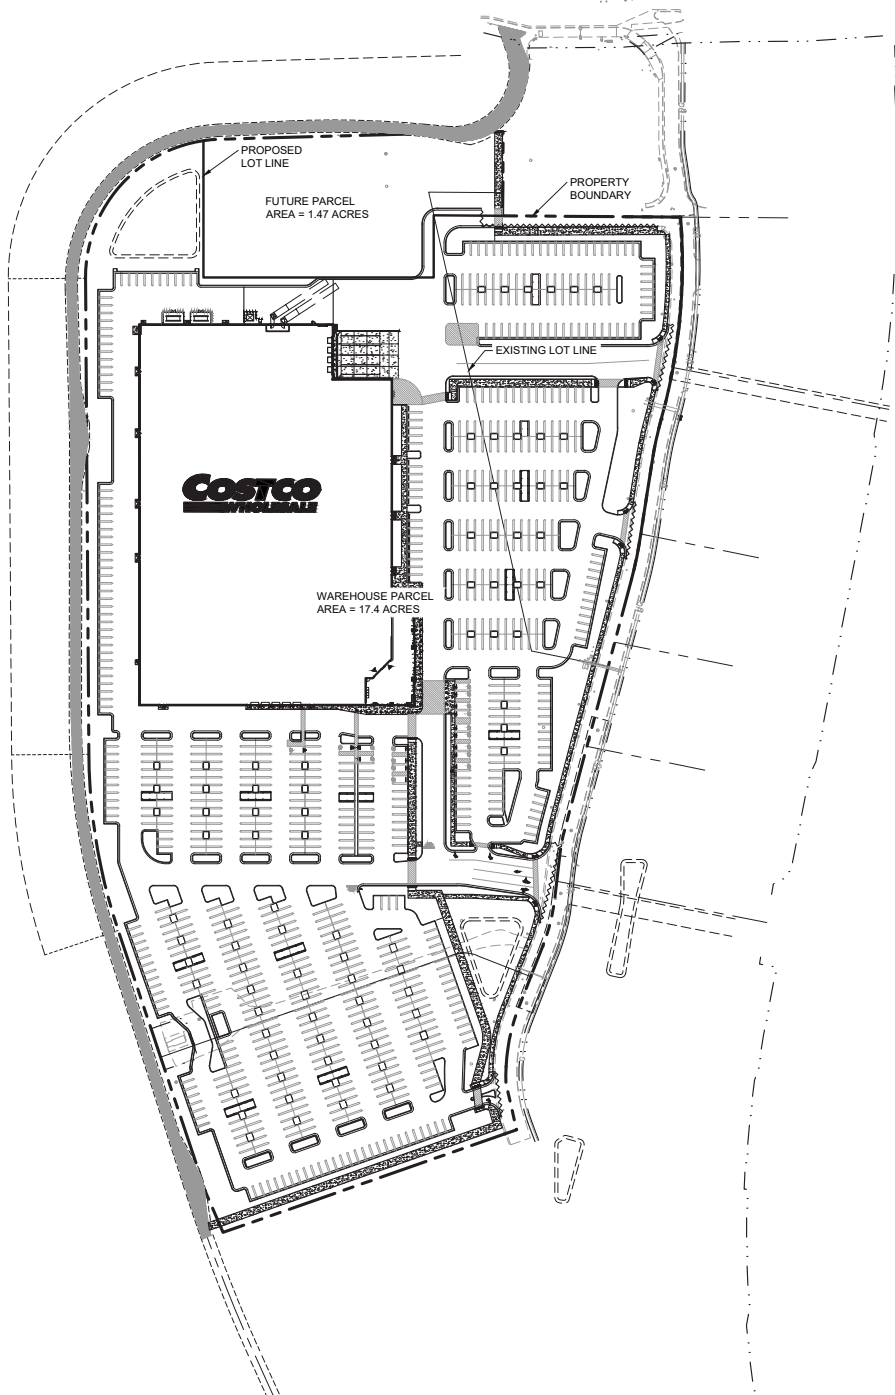 PROPOSED
LOT LINE
PROPERTY
BOUNDARY
FUTURE PARCEL
AREA = 1.47 ACRES
EXISTING LOT LINE
COSTCO
WHOLESALE
WAREHOUSE PARCEL
AREA = 17.4 ACRES